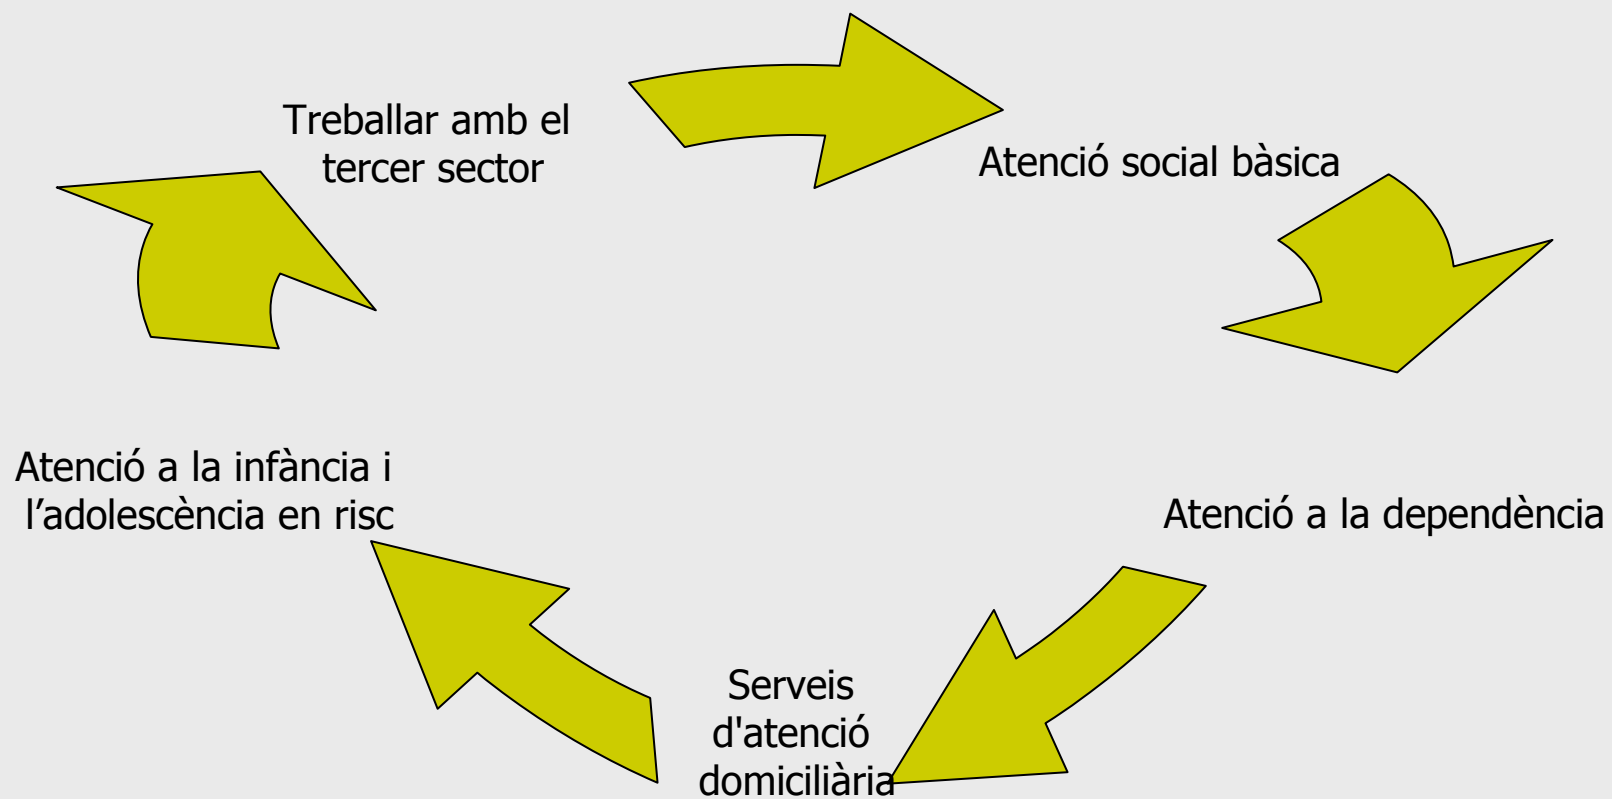 Treballar amb el
tercer sector
Atenció social bàsica
Atenció a la infància i
l’adolescència en risc
Atenció a la dependència
Serveis
d'atenció
domiciliària